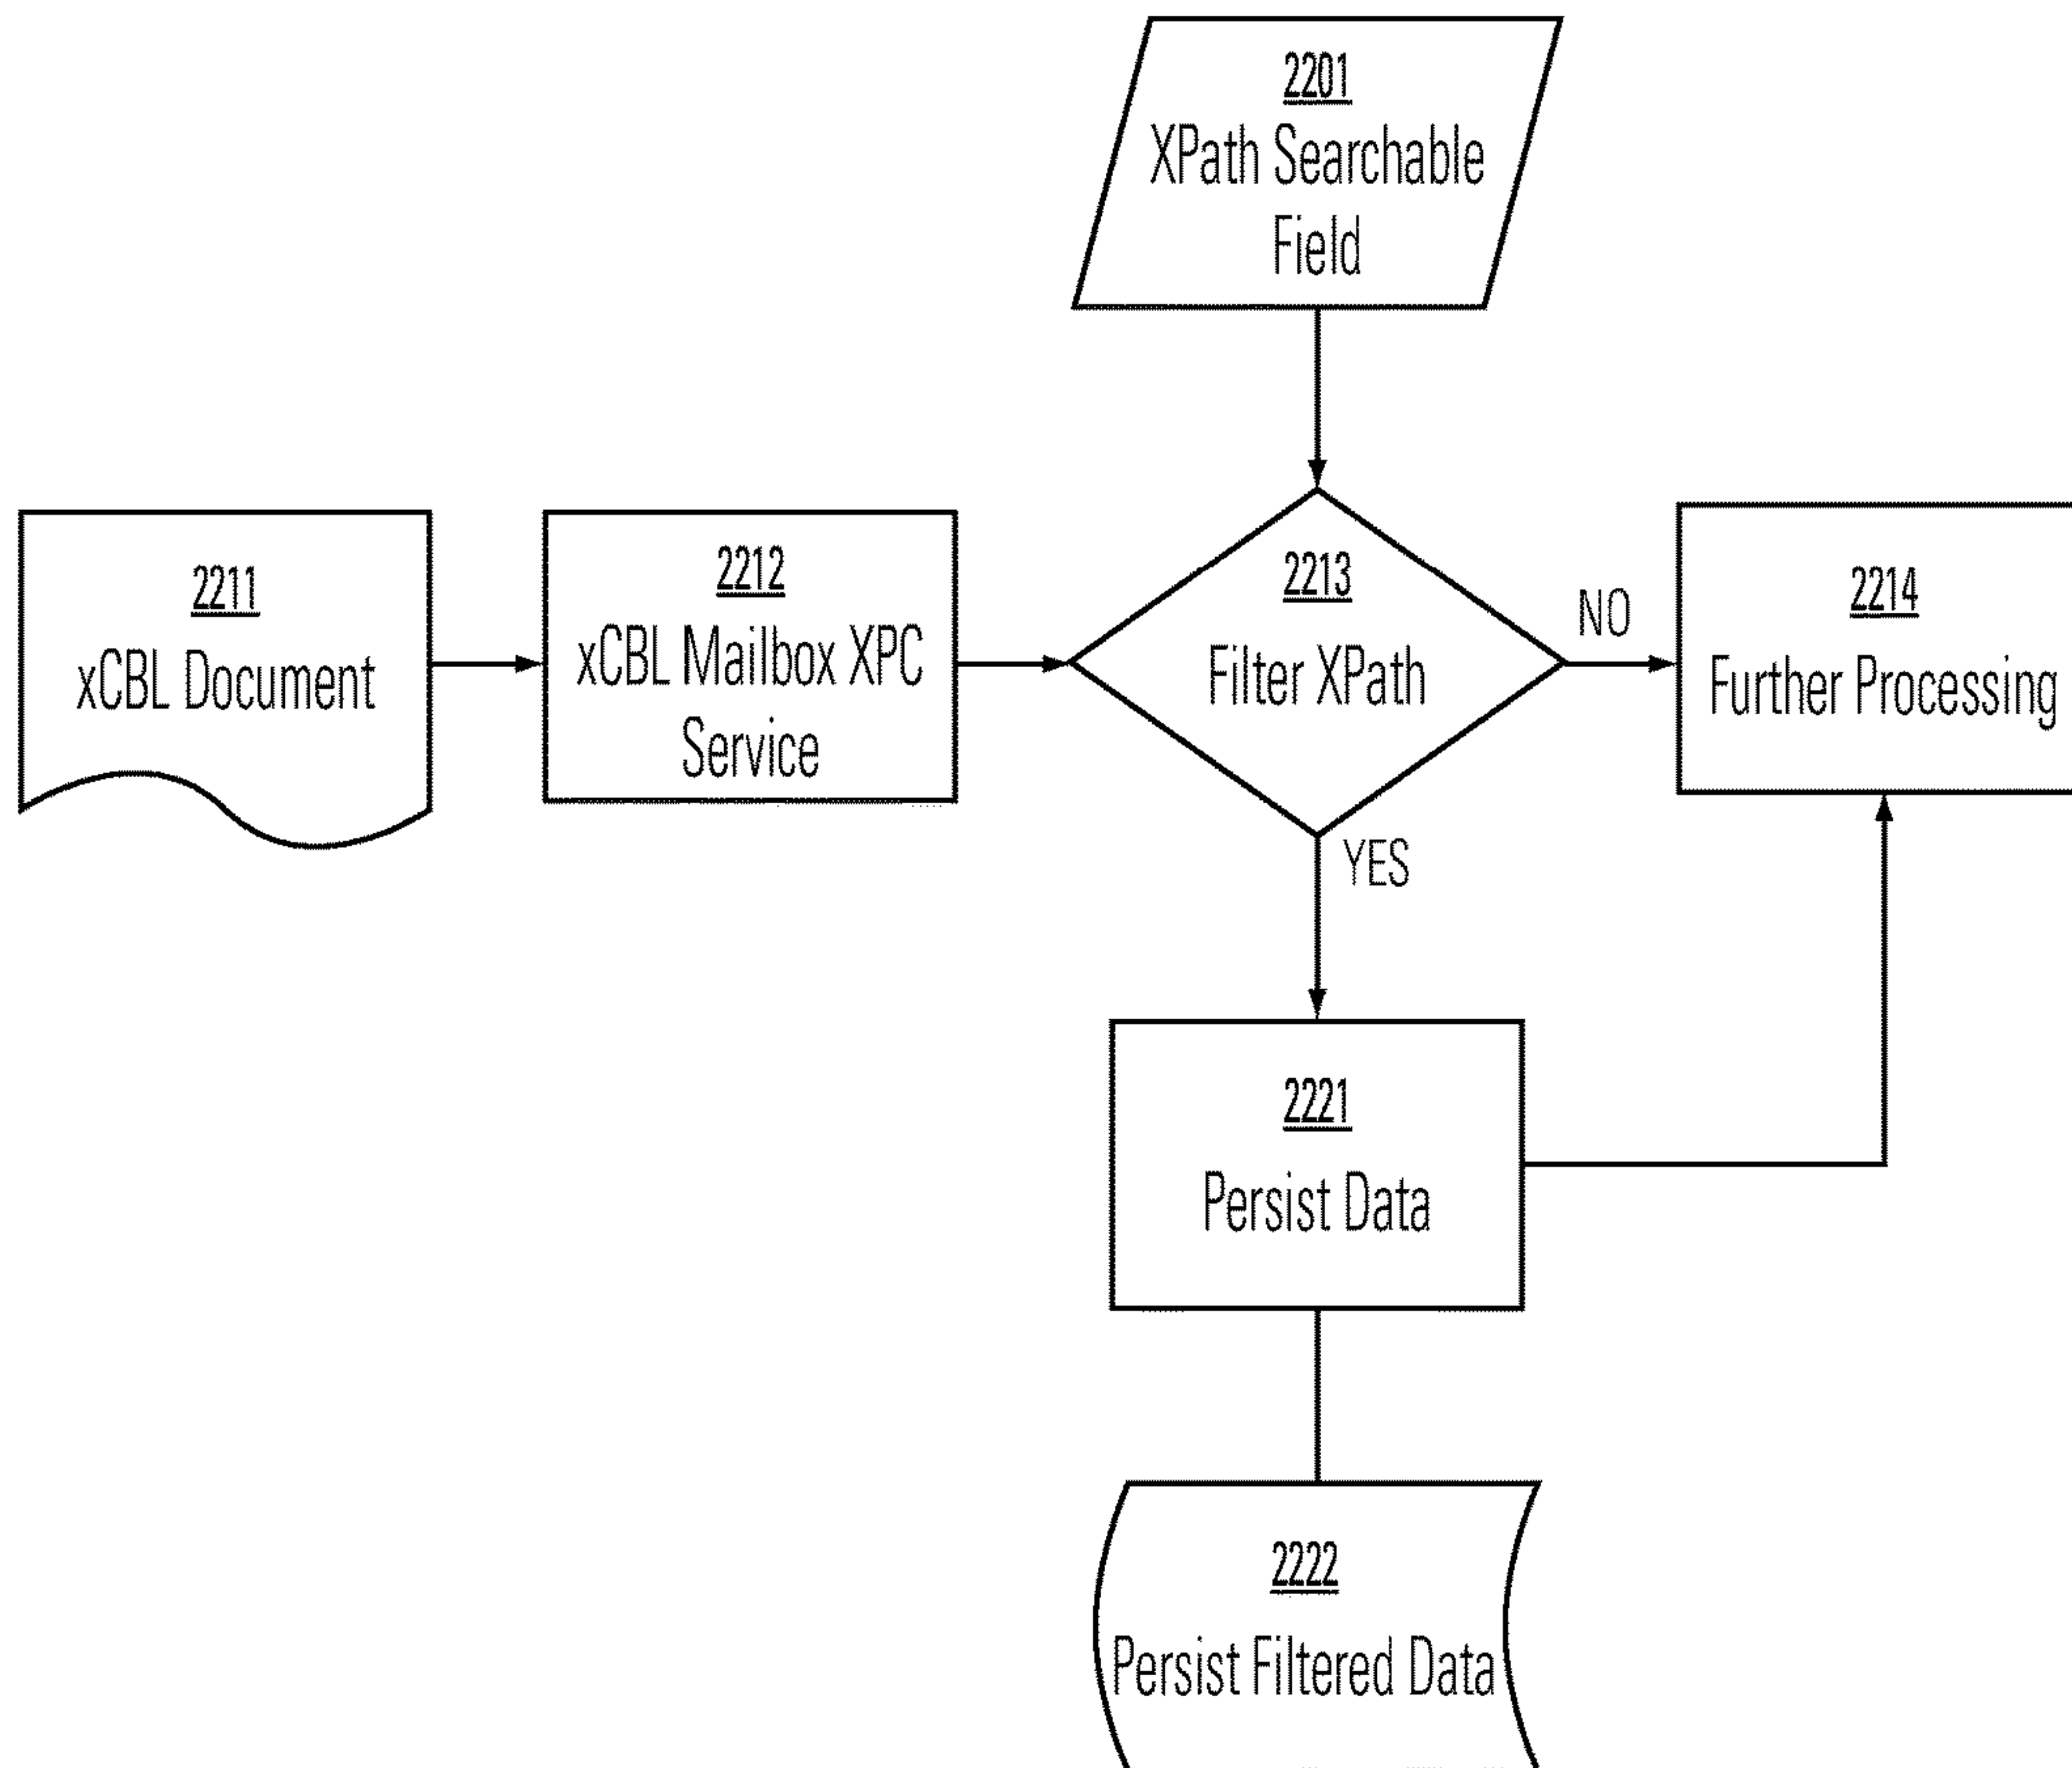 2201
XPath Searchable
Field
2211
xCBL Document
2212
xCBL Mailbox XPC
Service
2213
Filter XPath
NO
2214
Further Processing
YES
2221
Persist Data
2222
Persist Filtered Data